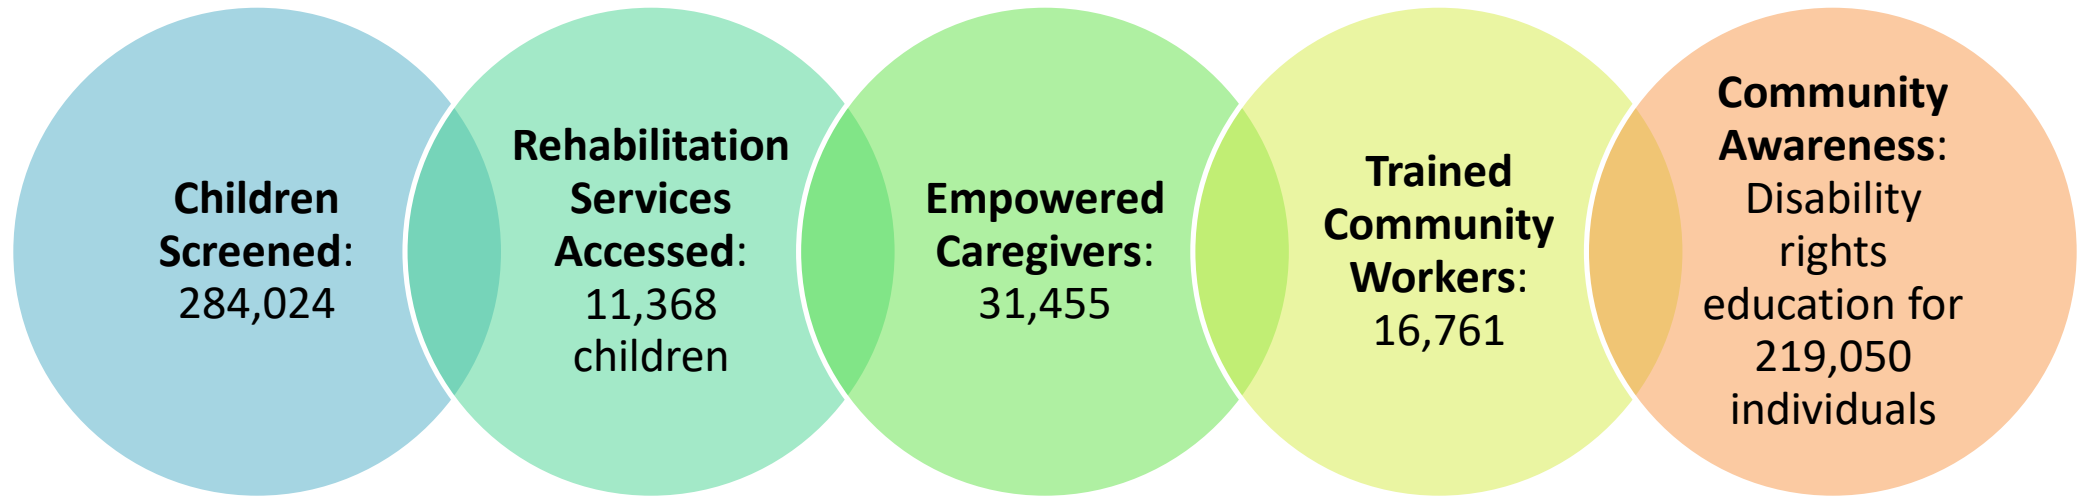 Children
Screened:
284,024
Rehabilitation
Services
Accessed:
11,368
children
Empowered
Caregivers:
31,455
Trained
Community
Workers:
16,761
Community
Awareness:
Disability
rights
education for
219,050
individuals